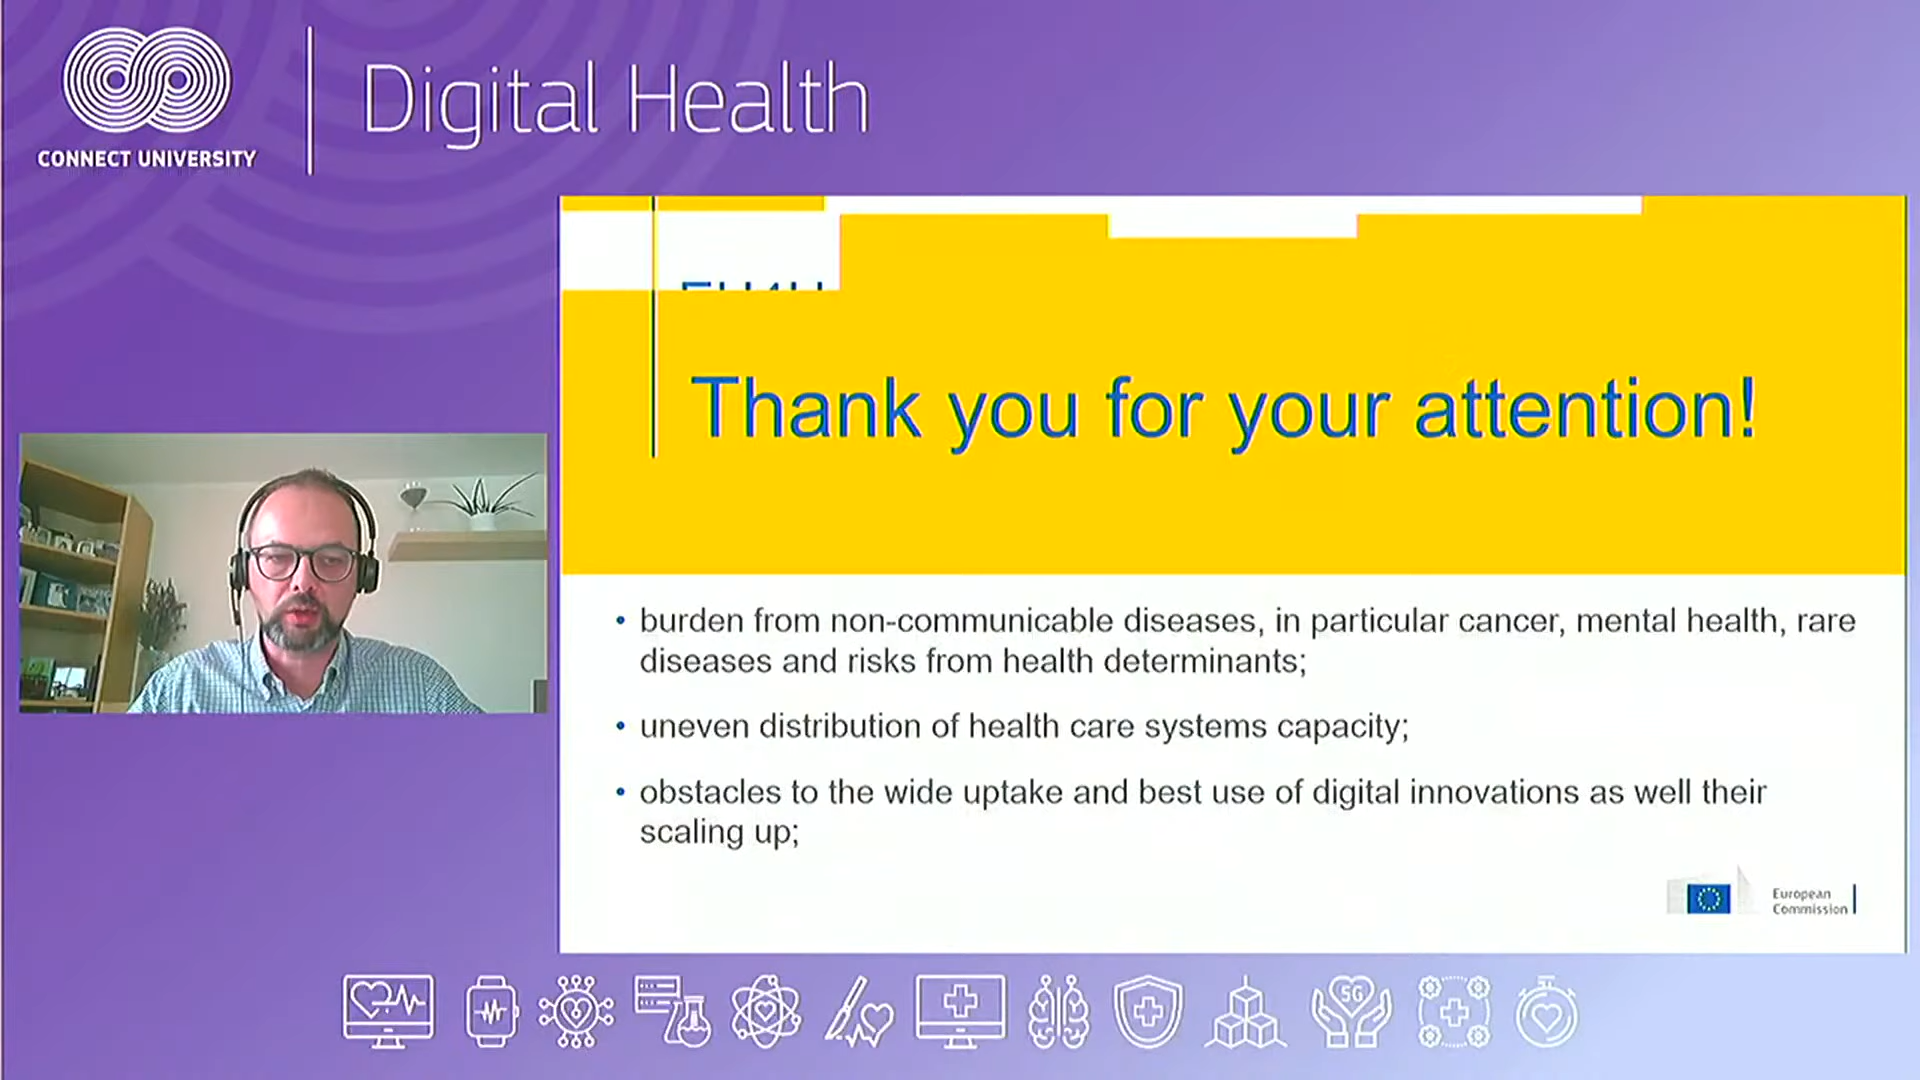 CONNECT UNIVERSITY
Digital Health
Thank you for your attention!
• burden from non-communicable diseases, in particular cancer, mental health, rare
diseases and risks from health determinants;
• uneven distribution of health care systems capacity;
• obstacles to the wide uptake and best use of digital innovations as well their
scaling up;
European
Commission
5G